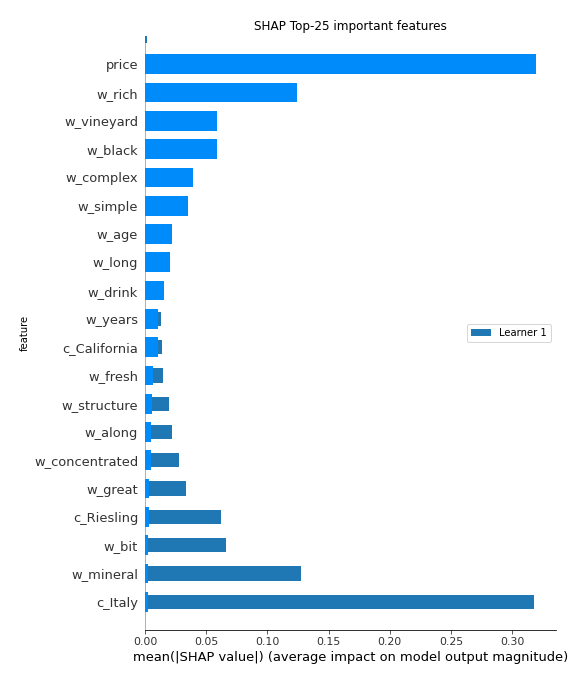 SHAP Top-25 important features
price
w_rich
w_vineyard
w_black
w_complex
w_simple
w_age
w_long
w_drink
w_years
c_California
w_fresh
w_structure
w_along
w_concentrated
w_great
c_Riesling
w_bit
w_mineral
c_Italy
feature
Learner 1
0.00 0.05 0.10 0.15 0.20 0.25 0.30
mean(|SHAP value|) (average impact on model output magnitude)